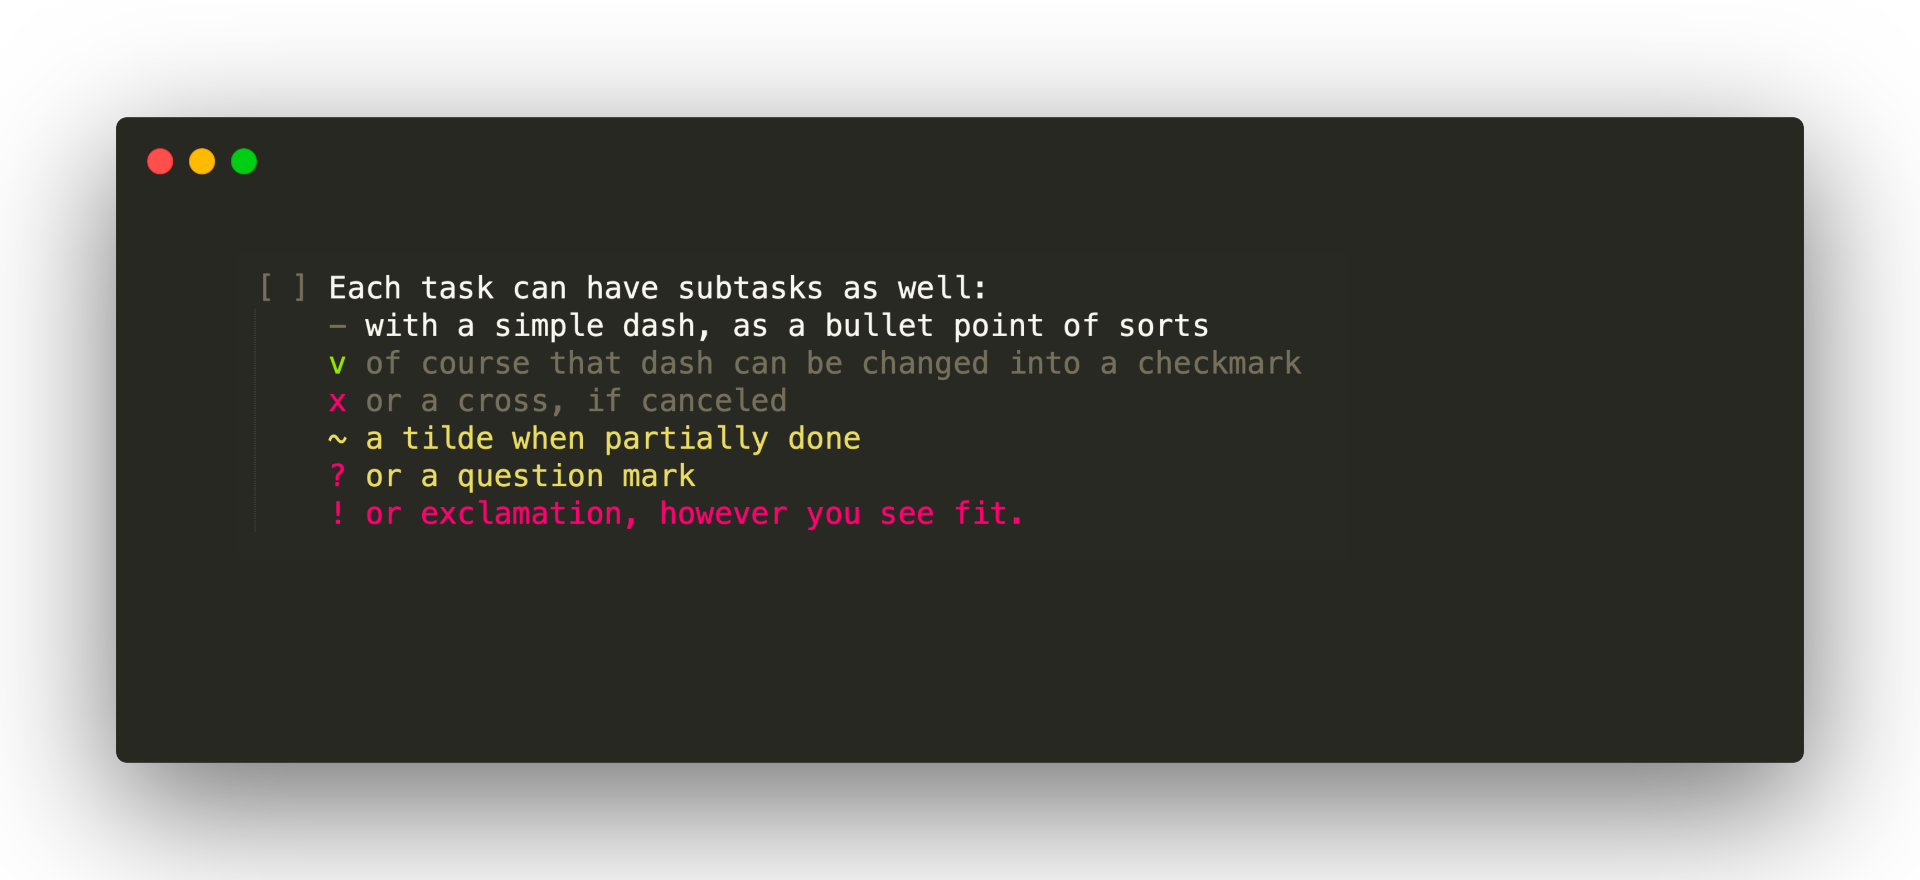 [ ] Each task can have subtasks as well:
– with a simple dash, as a bullet point of sorts
v of course that dash can be changed into a checkmark
x or a cross, if canceled
~ a tilde when partially done
? or a question mark
! or exclamation, however you see fit.